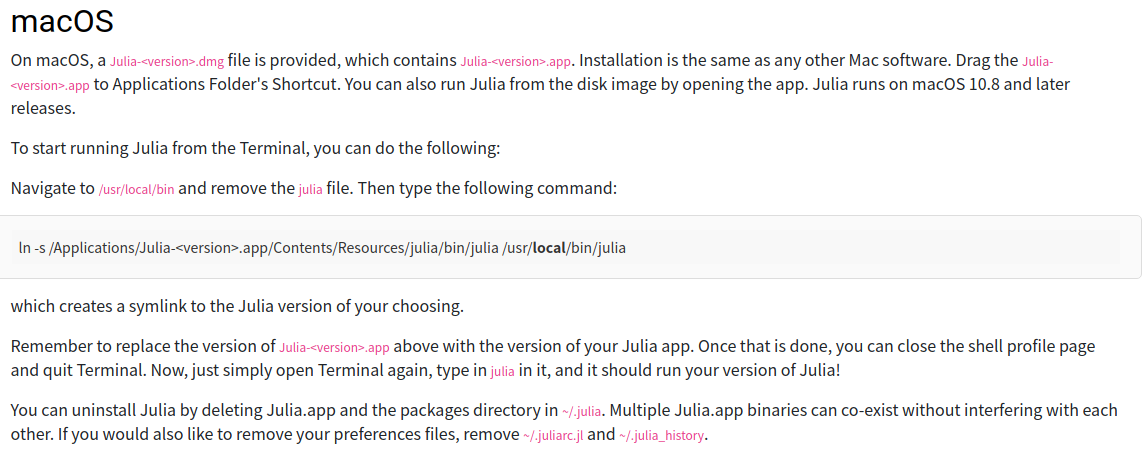 macOS
On macOS, a Julia-<version>.dmg file is provided, which contains Julia-<version>.app. Installation is the same as any other Mac software. Drag the Julia-
<version>.app to Applications Folder's Shortcut. You can also run Julia from the disk image by opening the app. Julia runs on macOS 10.8 and later
releases.
To start running Julia from the Terminal, you can do the following:
Navigate to /usr/local/bin and remove the julia file. Then type the following command:
ln -s /Applications/Julia-<version>.app/Contents/Resources/julia/bin/julia /usr/local/bin/julia
which creates a symlink to the Julia version of your choosing.
Remember to replace the version of Julia-<version>.app above with the version of your Julia app. Once that is done, you can close the shell profile page
and quit Terminal. Now, just simply open Terminal again, type in julia in it, and it should run your version of Julia!
You can uninstall Julia by deleting Julia.app and the packages directory in ~/.julia. Multiple Julia.app binaries can co-exist without interfering with each
other. If you would also like to remove your preferences files, remove ~/.juliarc.jl and ~/.julia_history.